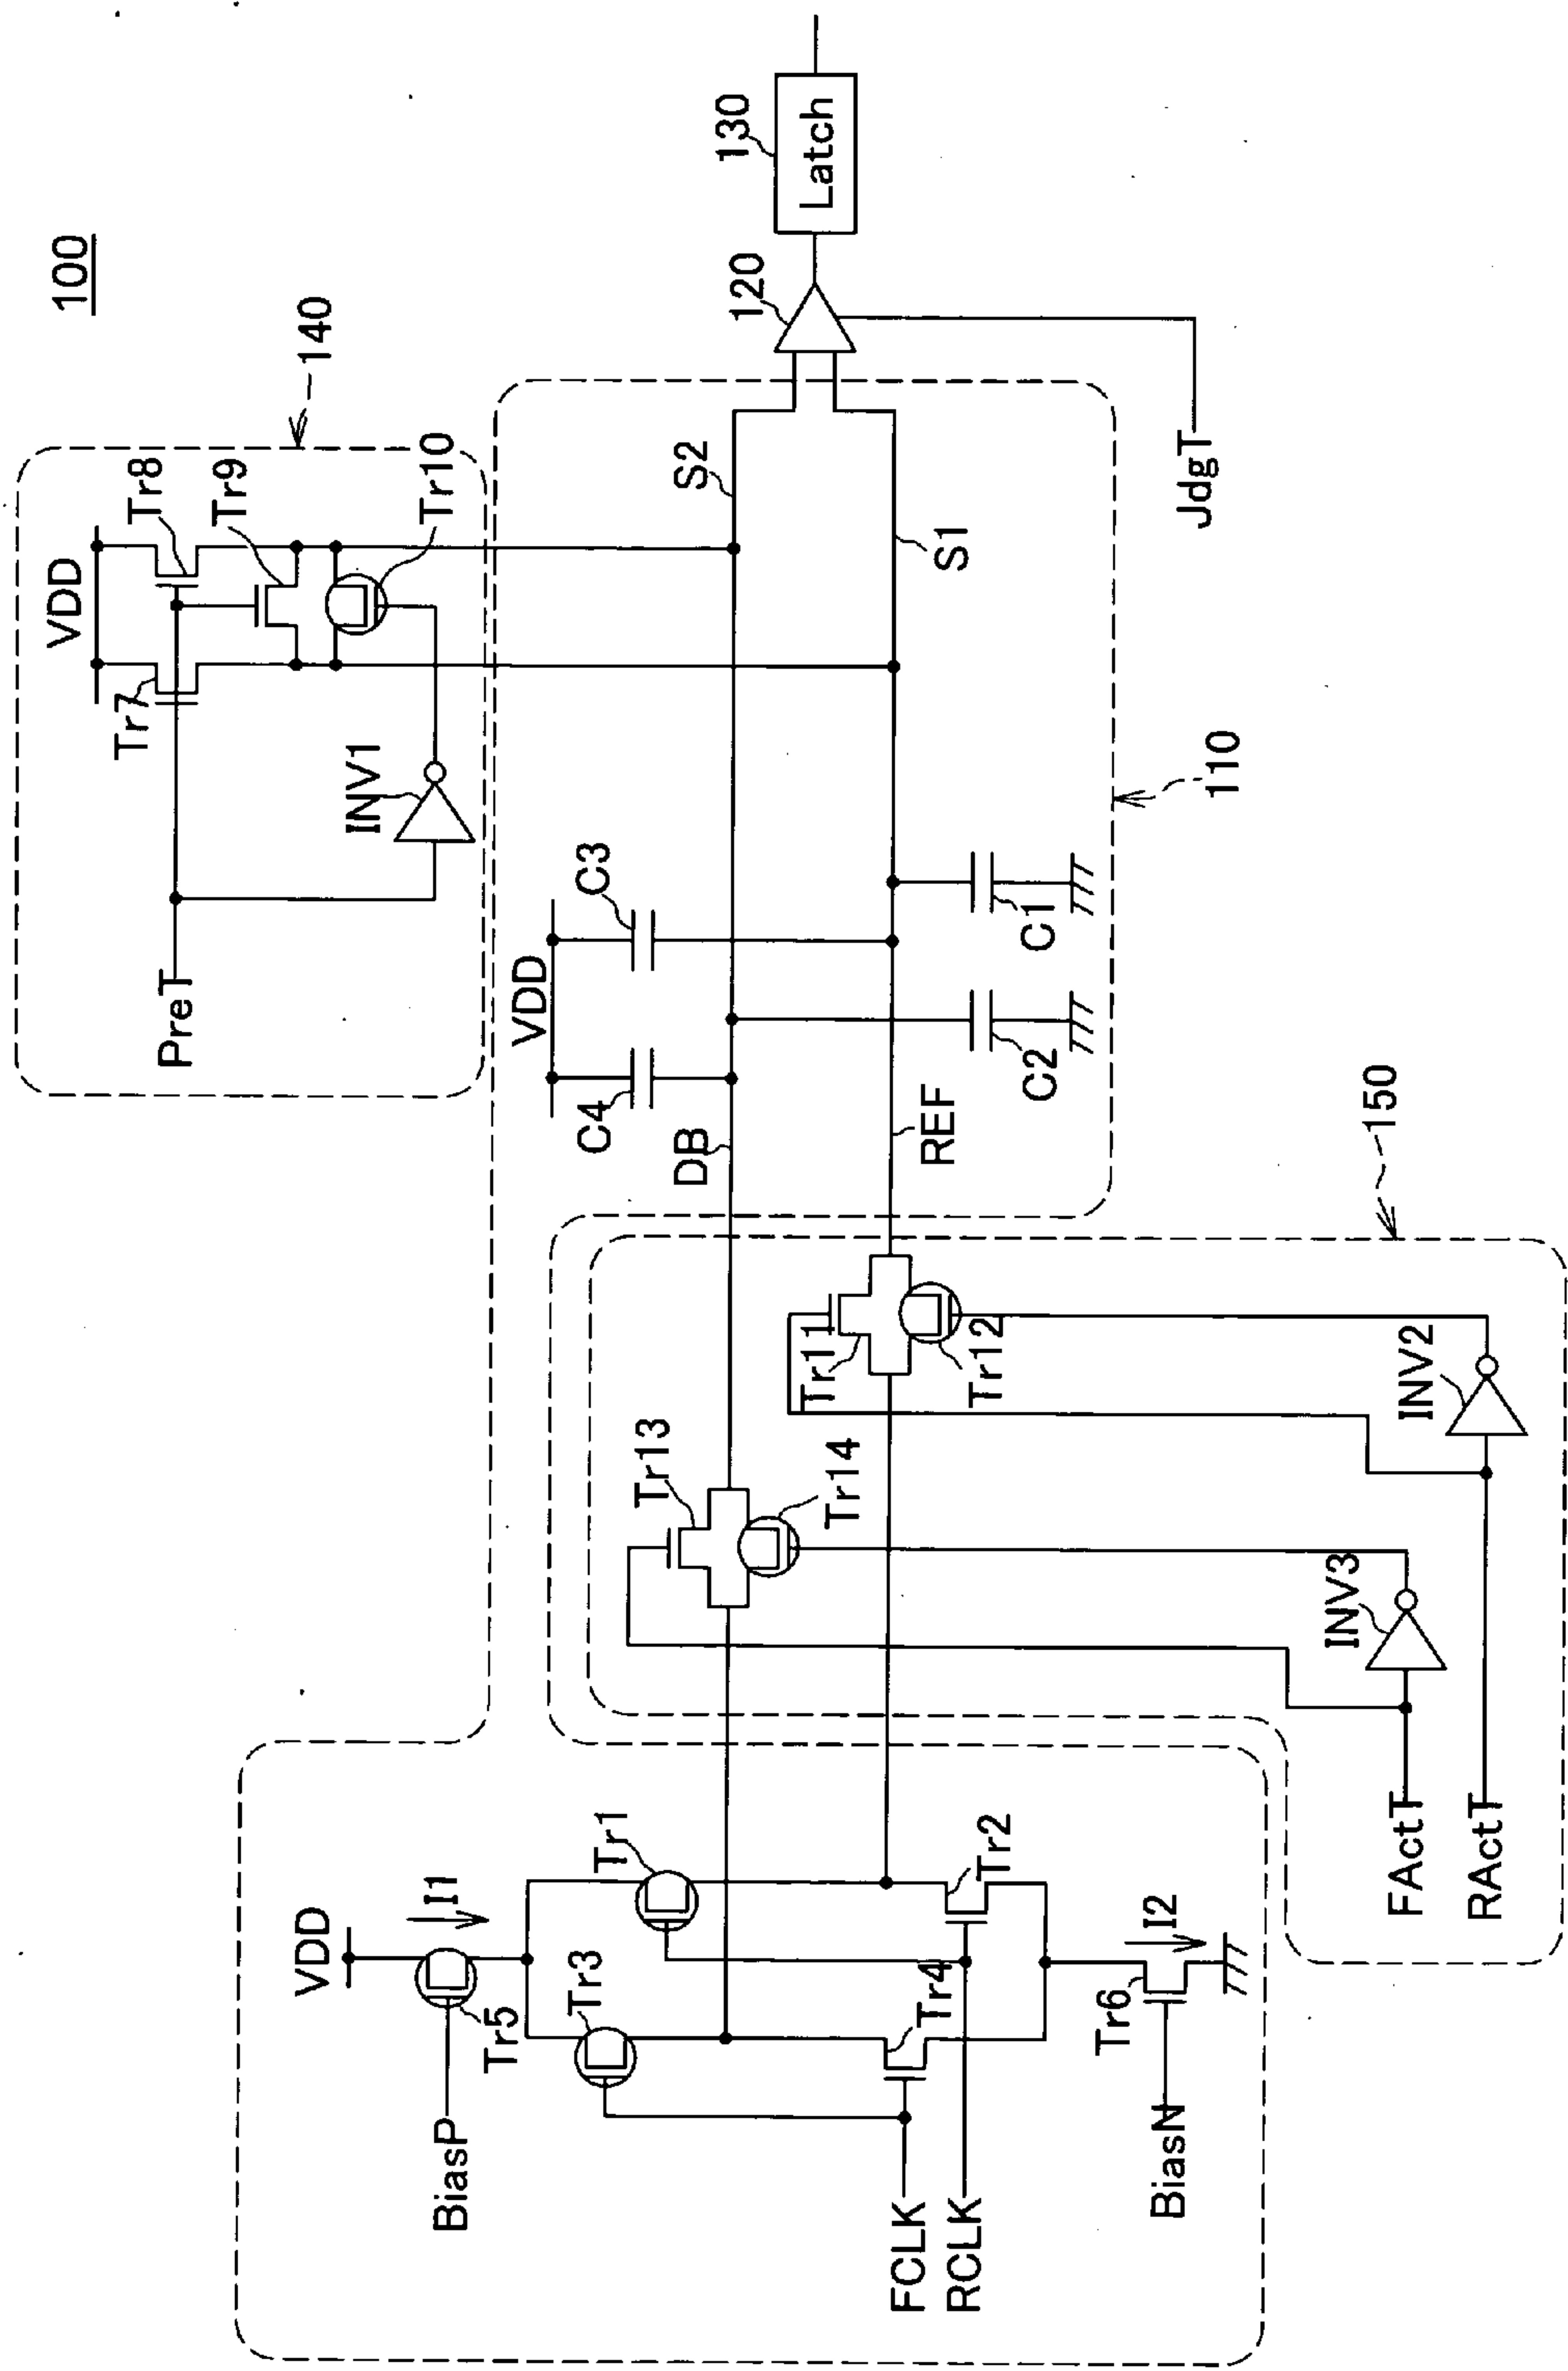 100
140
VDD
Tr7
Tr8
Tr9
Tr10
INV1
PreT
VDD
C3
C4
DB
S2
120
130
Latch
S1
JdgT
C1
C2
REF
110
150
Tr13
Tr14
Tr11
Tr12
INV2
INV3
FActT
RActT
VDD
I1
BiasP
Tr5
Tr3
Tr1
Tr4
Tr2
FCLK
RCLK
I2
Tr6
BiasN